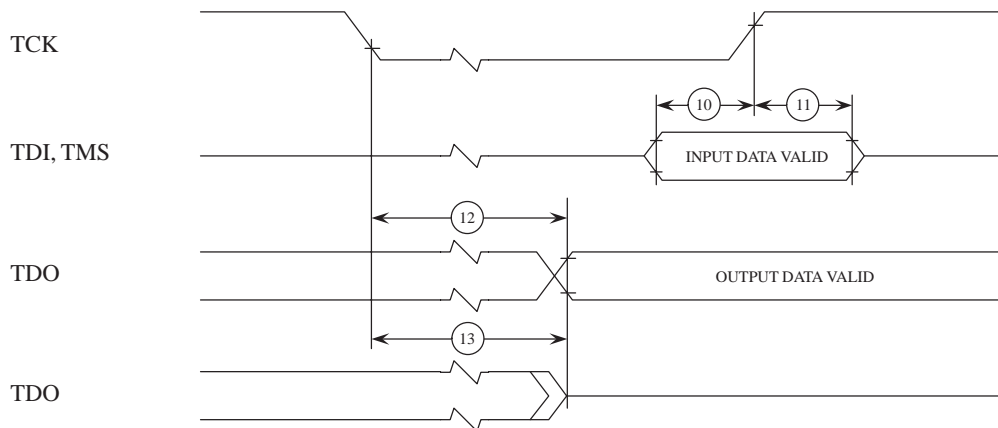 TCK
10
11
TDI, TMS
INPUT DATA VALID
12
TDO
OUTPUT DATA VALID
13
TDO